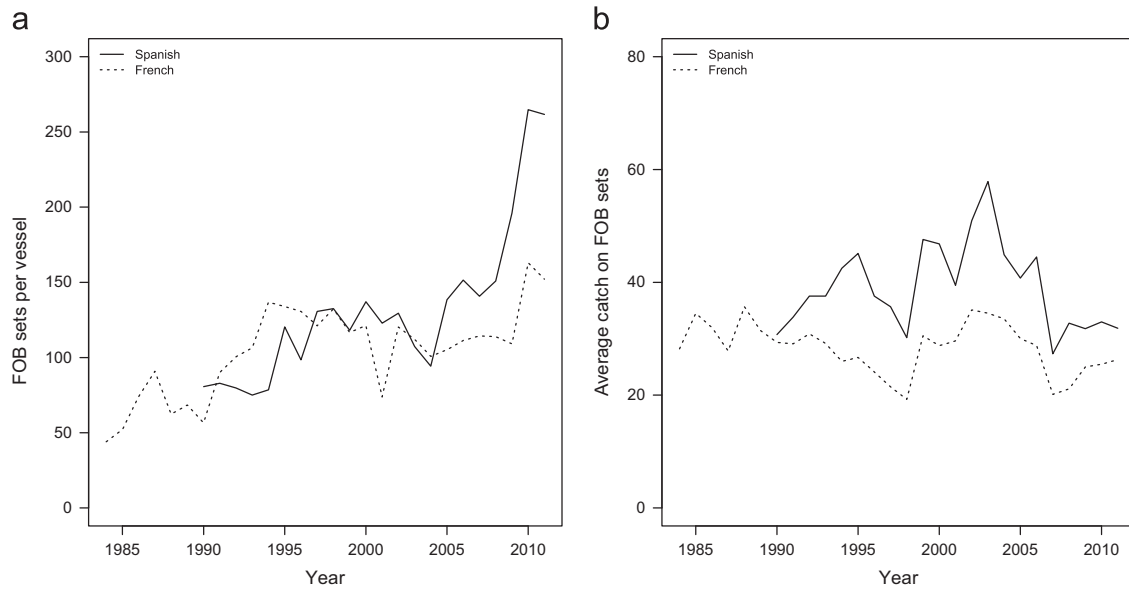 a
Spanish
French
300
250
200
150
100
50
0
FOB sets per vessel
1985 1990 1995 2000 2005 2010
Year
b
Spanish
French
80
60
40
20
0
Average catch on FOB sets
1985 1990 1995 2000 2005 2010
Year